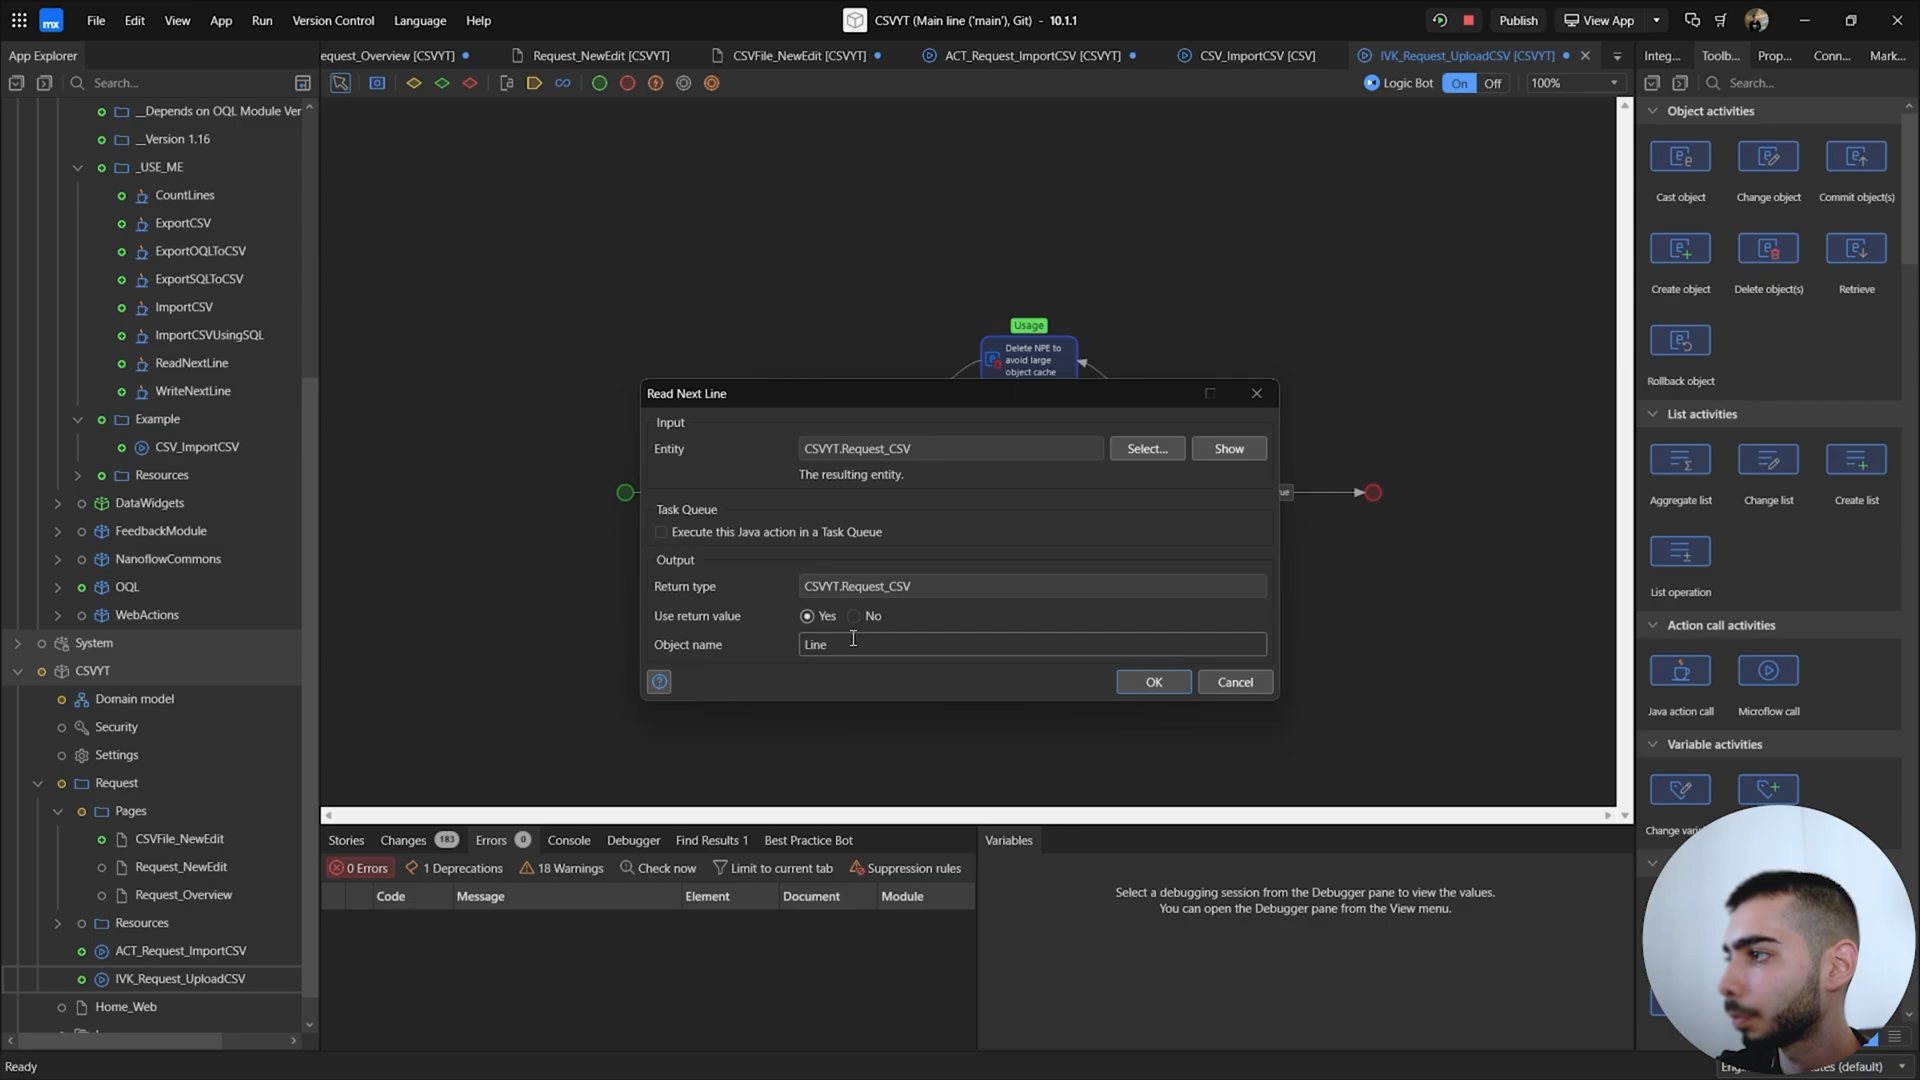 mx File Edit View App Run Version Control Language Help
CSVYT (Main line ('main'), Git) - 10.1.1
Publish View App
App Explorer
equest_Overview [CSVYT] Request_NewEdit [CSVYT] CSVFile_NewEdit [CSVYT] ACT_Request_ImportCSV [CSVYT] CSV_ImportCSV [CSV] IVK_Request_UploadCSV [CSVYT]
Integ... Toolb... Prop... Conn... Mark...
Search...
Logic Bot On Off 100%
Search...
__Depends on OQL Module Ver
__Version 1.16
_USE_ME
CountLines
ExportCSV
ExportOQLToCSV
ExportSQLToCSV
ImportCSV
ImportCSVUsingSQL
ReadNextLine
WriteNextLine
Example
CSV_ImportCSV
Resources
DataWidgets
FeedbackModule
NanoflowCommons
OQL
WebActions
System
CSVYT
Domain model
Security
Settings
Request
Pages
CSVFile_NewEdit
Request_NewEdit
Request_Overview
Resources
ACT_Request_ImportCSV
IVK_Request_UploadCSV
Home_Web
Usage
Delete NPE to
avoid large
object cache
ue
Read Next Line
Input
Entity CSVYT.Request_CSV Select... Show
The resulting entity.
Task Queue
Execute this Java action in a Task Queue
Output
Return type CSVYT.Request_CSV
Use return value Yes No
Object name Line
? OK Cancel
Object activities
Cast object Change object Commit object(s)
Create object Delete object(s) Retrieve
Rollback object
List activities
Aggregate list Change list Create list
List operation
Action call activities
Java action call Microflow call
Variable activities
Change vari
Stories Changes 183 Errors 0 Console Debugger Find Results 1 Best Practice Bot
0 Errors 1 Deprecations 18 Warnings Check now Limit to current tab Suppression rules
Code Message Element Document Module
Variables
Select a debugging session from the Debugger pane to view the values.
You can open the Debugger pane from the View menu.
Ready
(default)